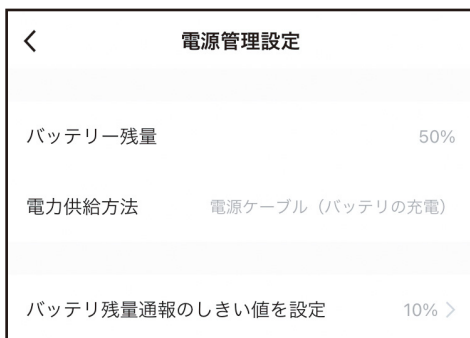 電源管理設定
バッテリー残量 50%
電力供給方法 電源ケーブル（バッテリの充電）
バッテリ残量通報のしきい値を設定 10%